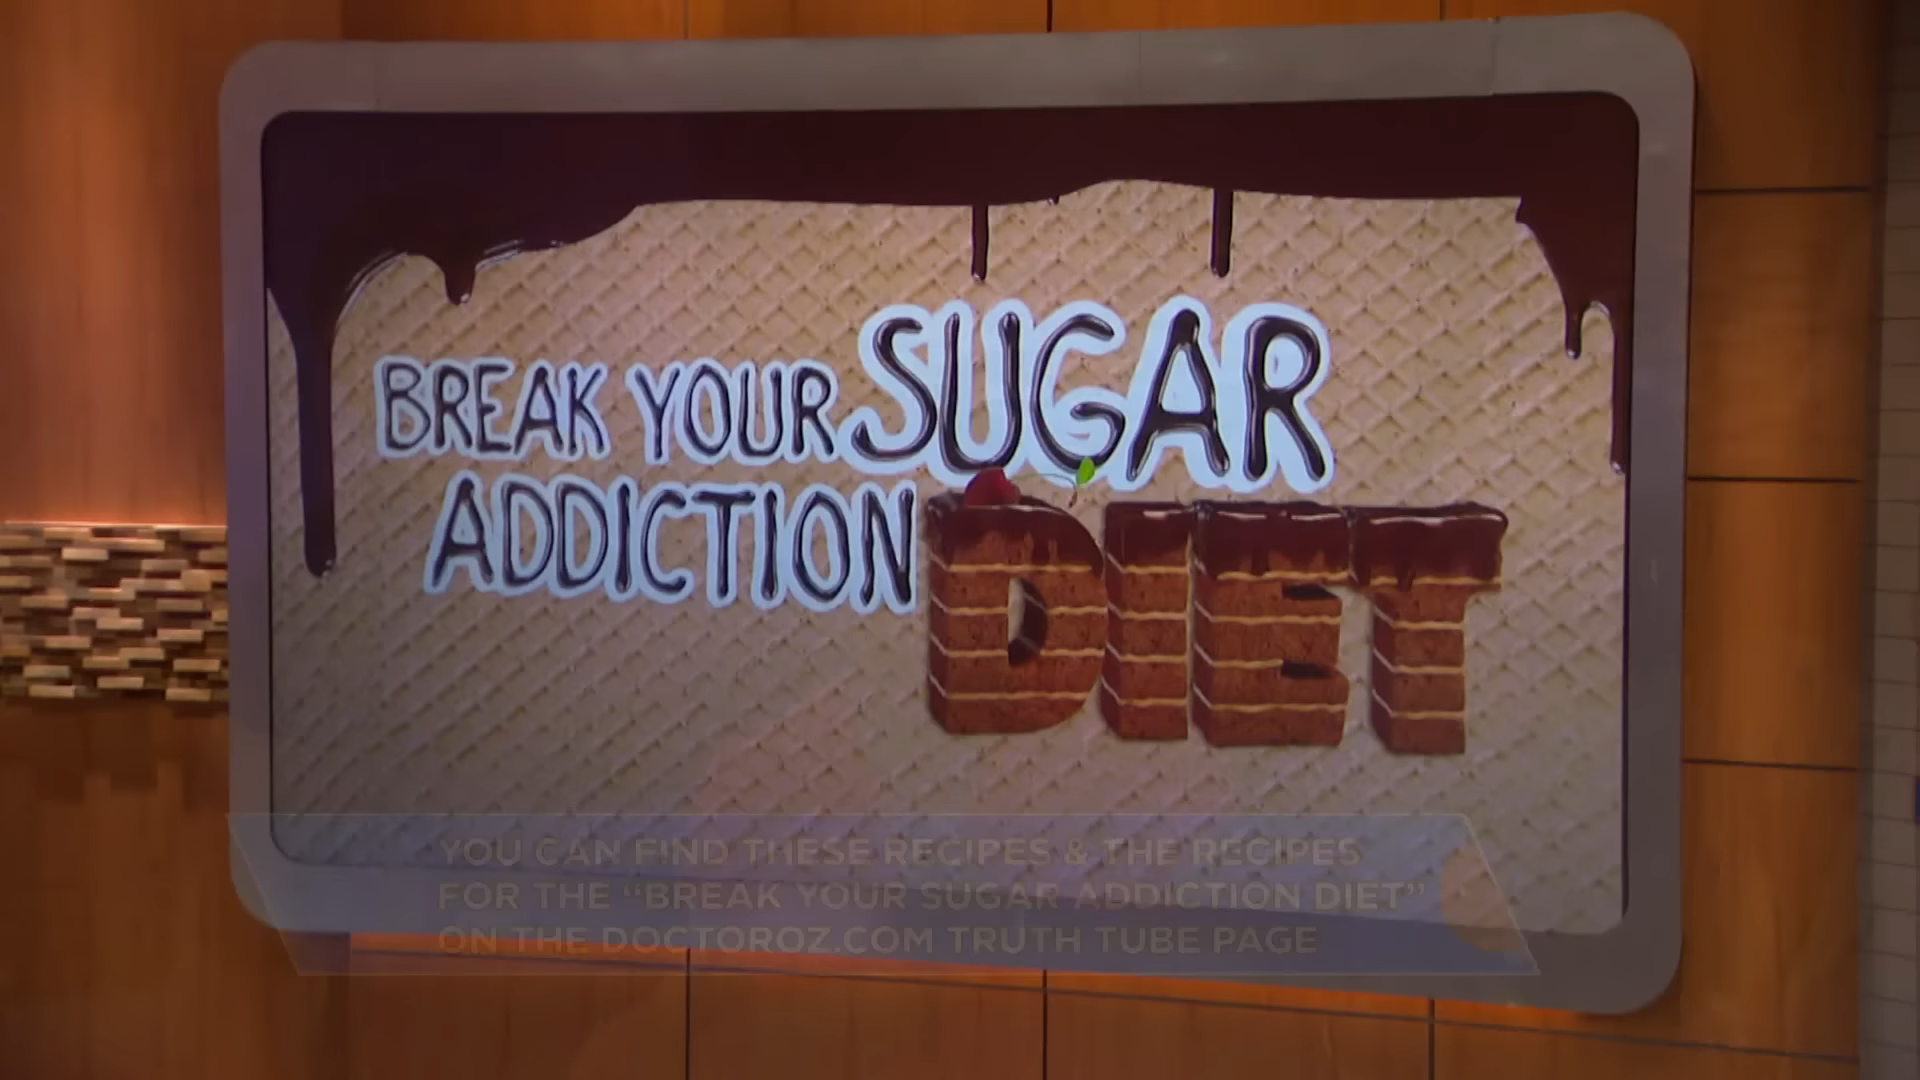 BREAK YOUR SUGAR
ADDICTION DIET
YOU CAN FIND THESE RECIPES & THE RECIPES
FOR THE “BREAK YOUR SUGAR ADDICTION DIET”
ON THE DOCTOROZ.COM TRUTH TUBE PAGE